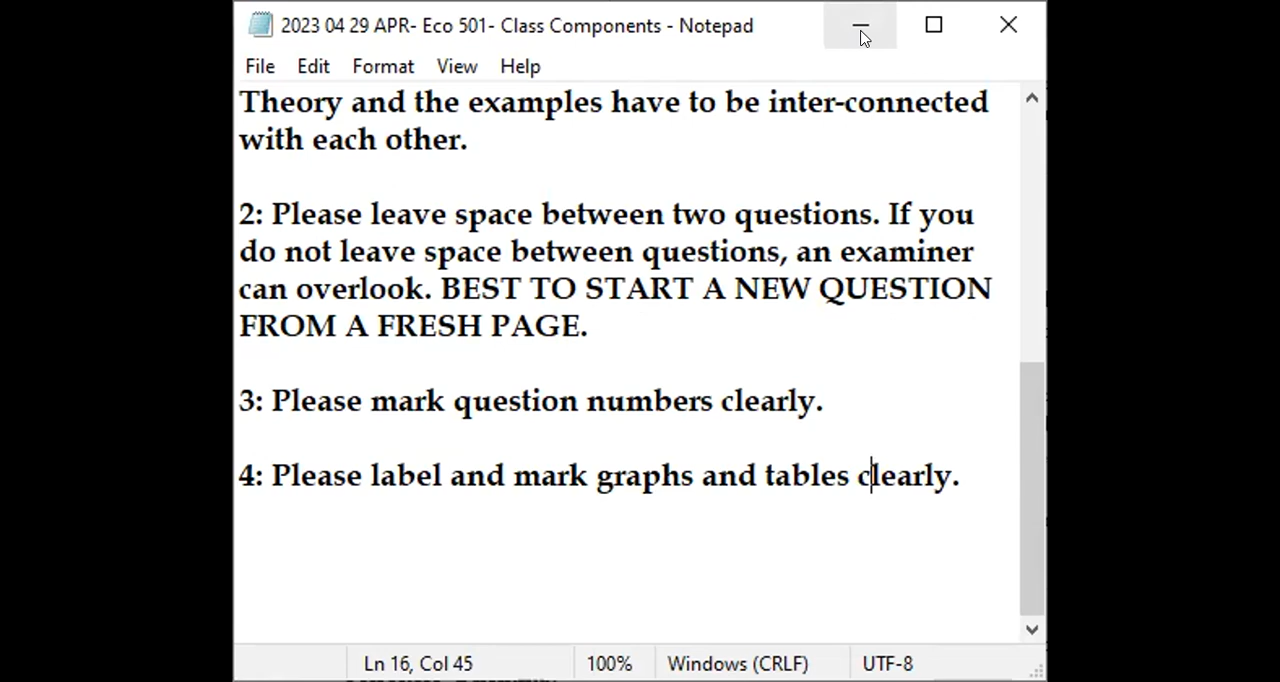 2023 04 29 APR- Eco 501- Class Components - Notepad
File Edit Format View Help
Theory and the examples have to be inter-connected
with each other.
2: Please leave space between two questions. If you
do not leave space between questions, an examiner
can overlook. BEST TO START A NEW QUESTION
FROM A FRESH PAGE.
3: Please mark question numbers clearly.
4: Please label and mark graphs and tables clearly.
Ln 16, Col 45 100% Windows (CRLF) UTF-8